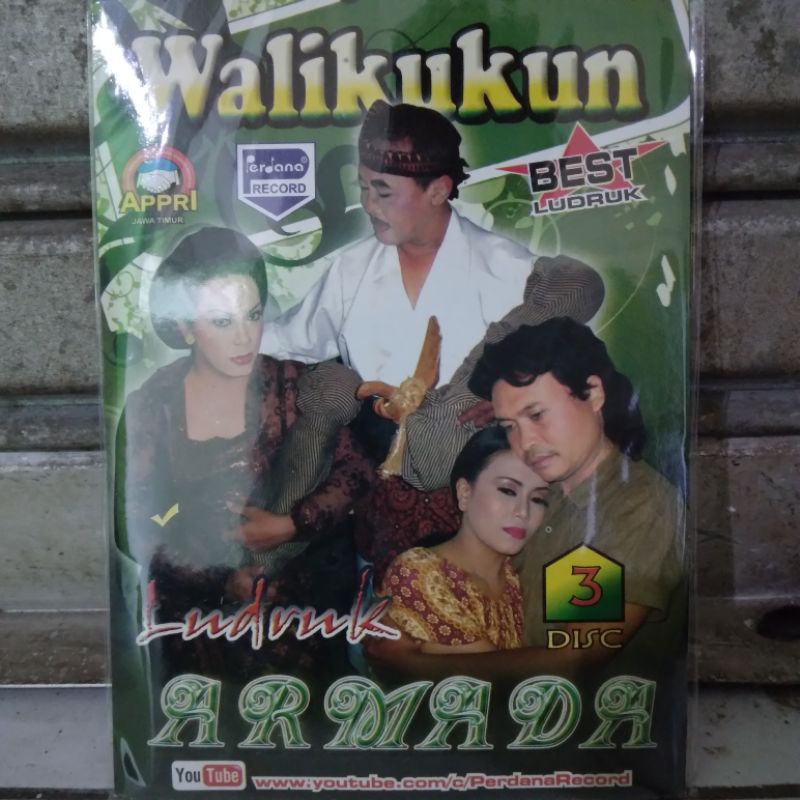 Walikukun
APPRI
JAWA TIMUR
Perdana®
RECORD
BEST
LUDRUK
3
DISC
Ludruk
ARMADA
YouTube
www.youtube.com/c/PerdanaRecord